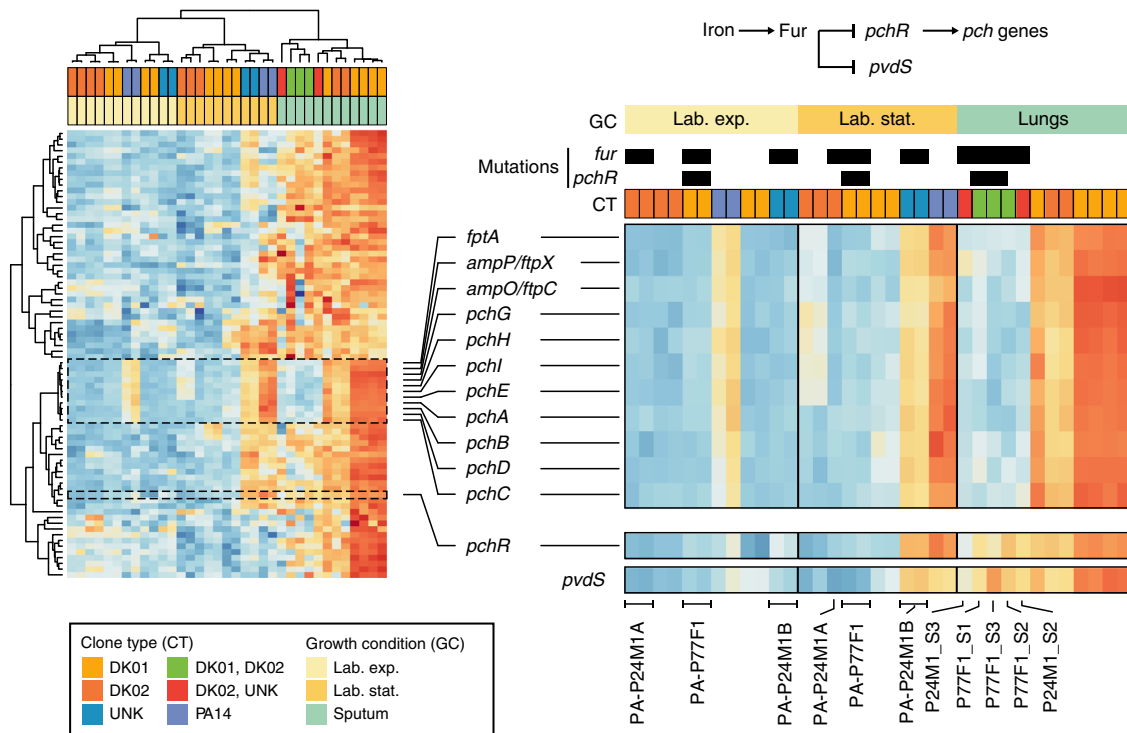 Iron Fur pchR pch genes
pvdS
GC Lab. exp. Lab. stat. Lungs
Mutations fur
pchR
CT
fptA
ampP/ftpX
ampO/ftpC
pchG
pchH
pchI
pchE
pchA
pchB
pchD
pchC
pchR
pvdS
PA-P24M1A
PA-P77F1
PA-P24M1B
PA-P24M1A
PA-P77F1
PA-P24M1B
P24M1_S3
P77F1_S1
P77F1_S3
P77F1_S2
P24M1_S2
Clone type (CT) Growth condition (GC)
DK01 DK01, DK02 Lab. exp.
DK02 DK02, UNK Lab. stat.
UNK PA14 Sputum